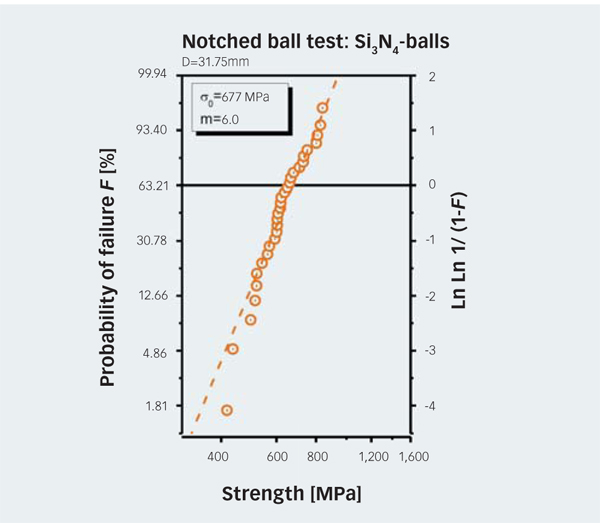 Notched ball test: Si3N4-balls
D=31.75mm
σ0=677 MPa
m=6.0
Probability of failure F [%]
99.94
93.40
63.21
30.78
12.66
4.86
1.81
2
1
0
-1
-2
-3
-4
Ln Ln 1/ (1-F)
400 600 800 1,200 1,600
Strength [MPa]